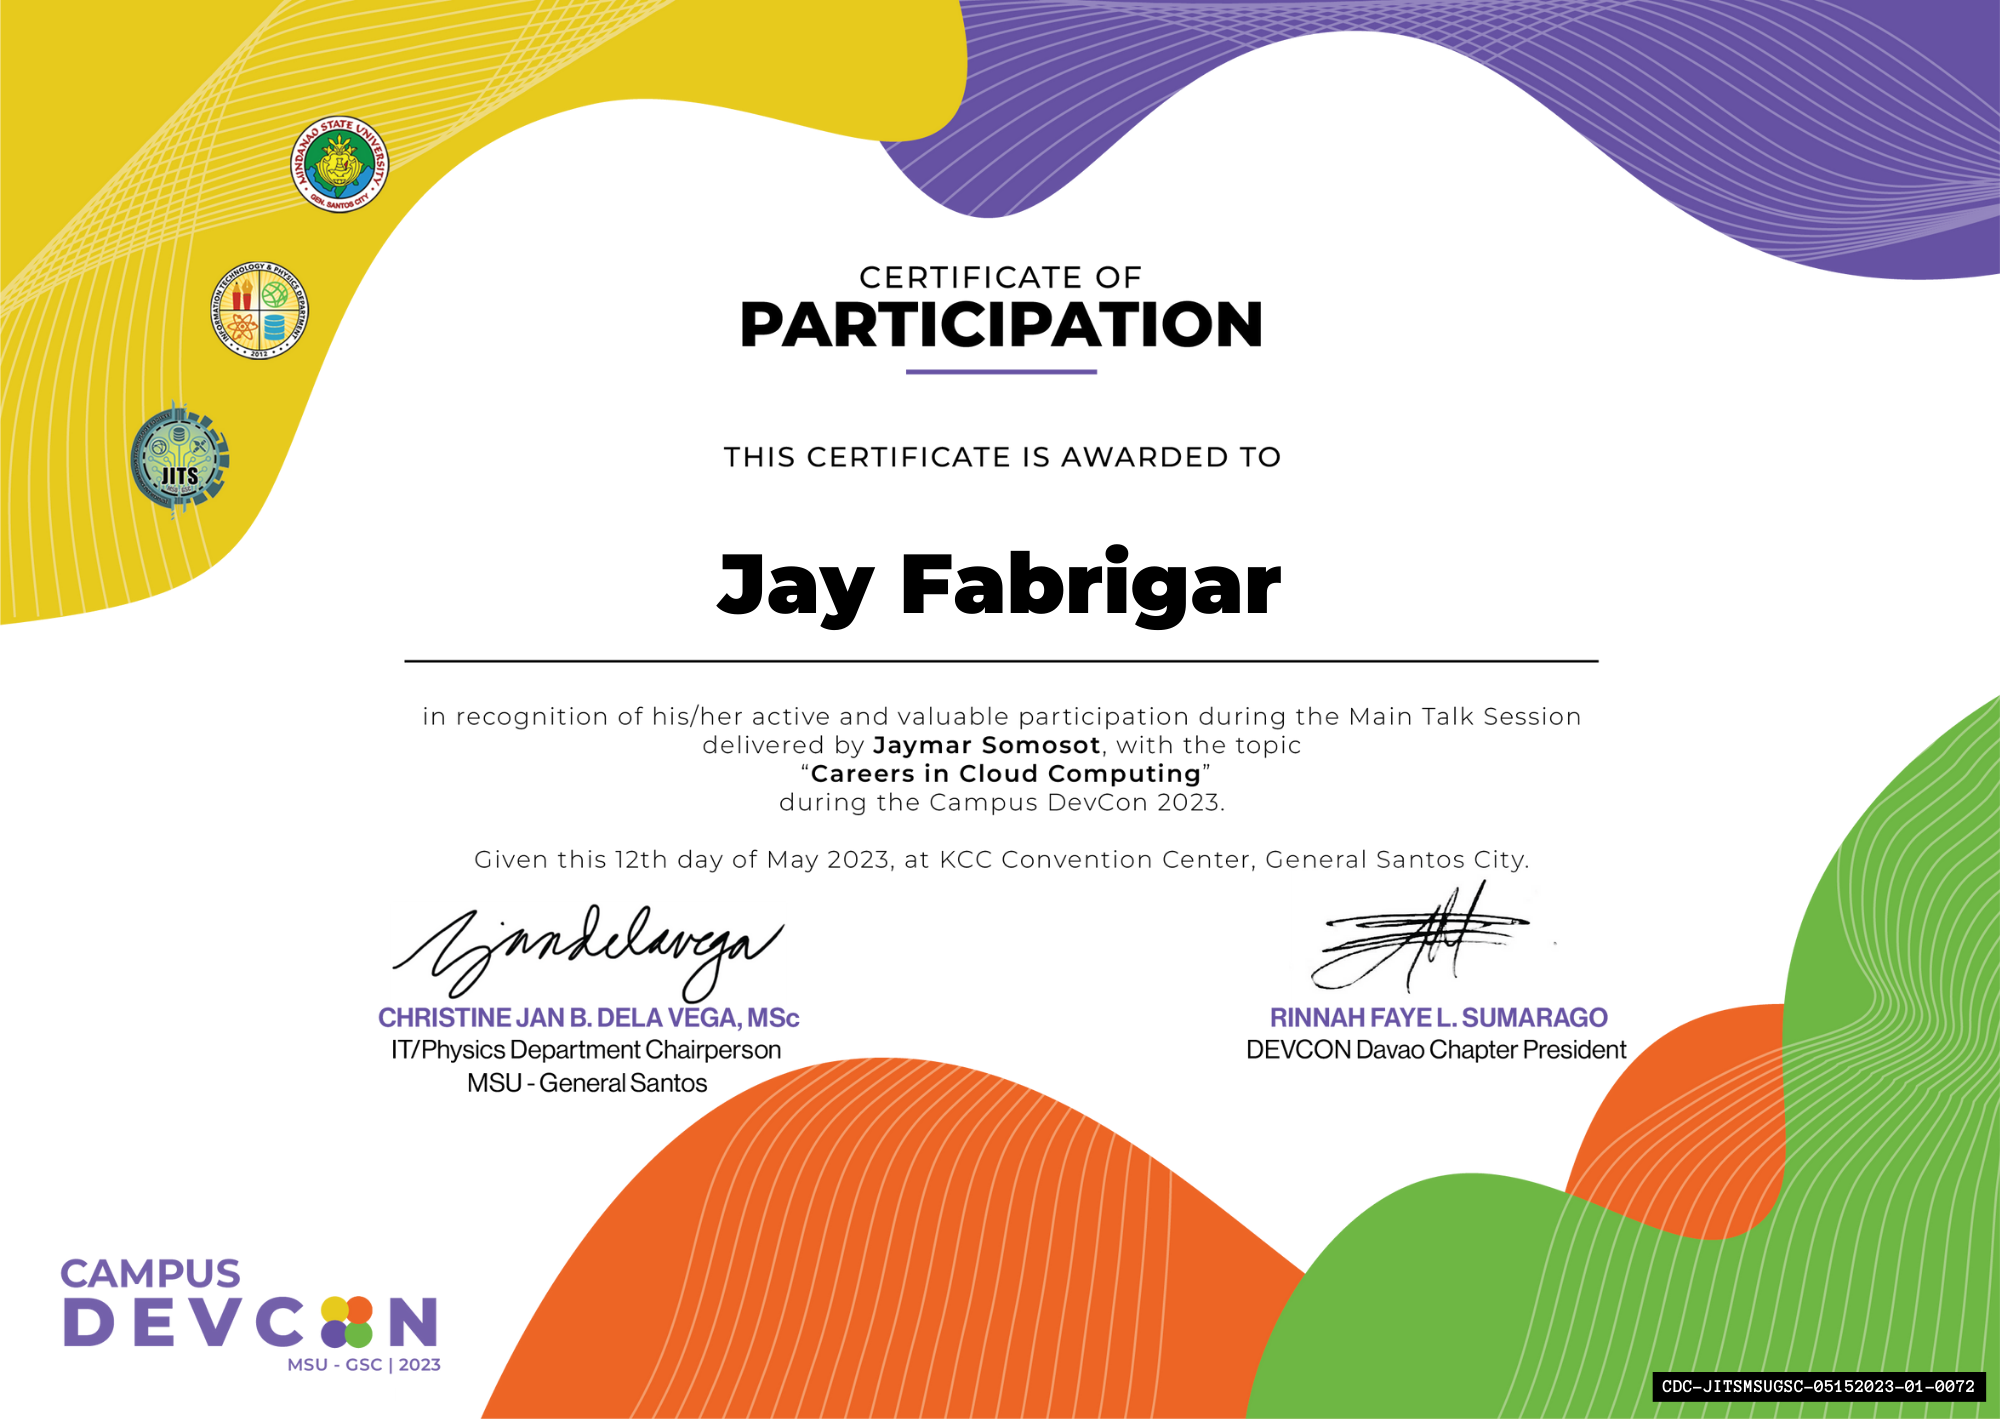 MINDANAO STATE UNIVERSITY
GEN. SANTOS CITY
INFORMATION TECHNOLOGY & PHYSICS DEPARTMENT
2012
JITS
CERTIFICATE OF
PARTICIPATION
THIS CERTIFICATE IS AWARDED TO
Jay Fabrigar
in recognition of his/her active and valuable participation during the Main Talk Session
delivered by Jaymar Somosot, with the topic
“Careers in Cloud Computing”
during the Campus DevCon 2023.
Given this 12th day of May 2023, at KCC Convention Center, General Santos City.
CHRISTINE JAN B. DELA VEGA, MSc
IT/Physics Department Chairperson
MSU - General Santos
RINNAH FAYE L. SUMARAGO
DEVCON Davao Chapter President
CAMPUS
DEVCON
MSU - GSC | 2023
CDC-JITSMSUGSC-05152023-01-0072